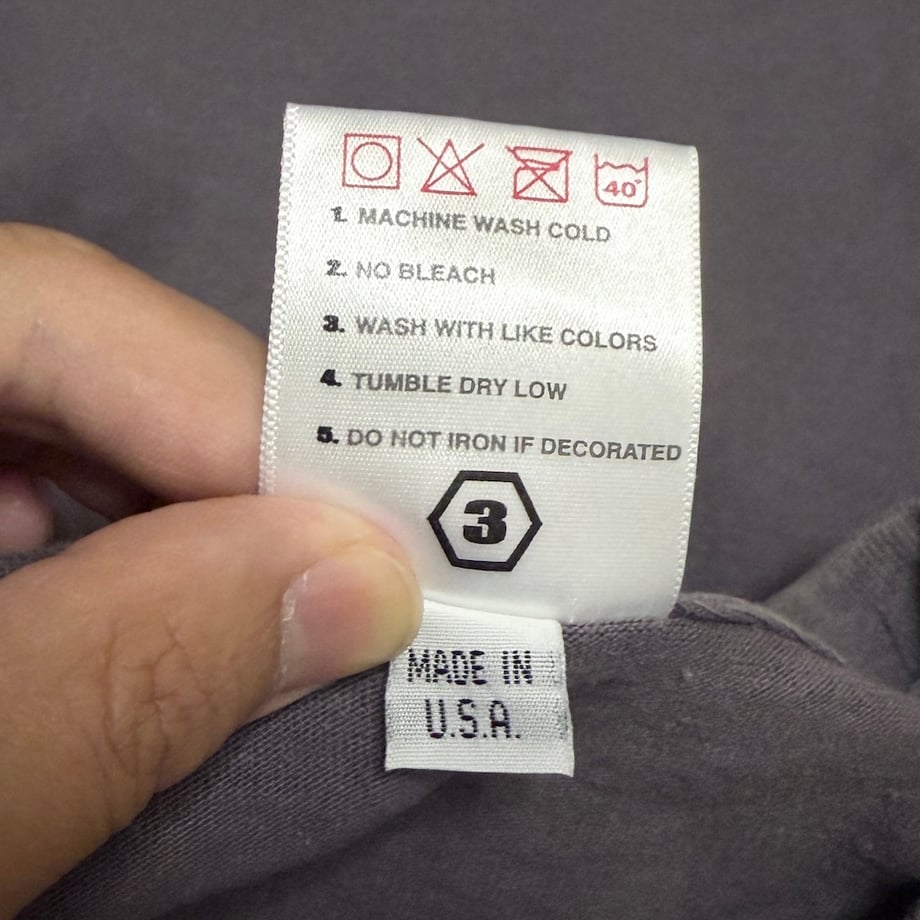 40°
1. MACHINE WASH COLD
2. NO BLEACH
3. WASH WITH LIKE COLORS
4. TUMBLE DRY LOW
5. DO NOT IRON IF DECORATED
3
MADE IN
U.S.A.